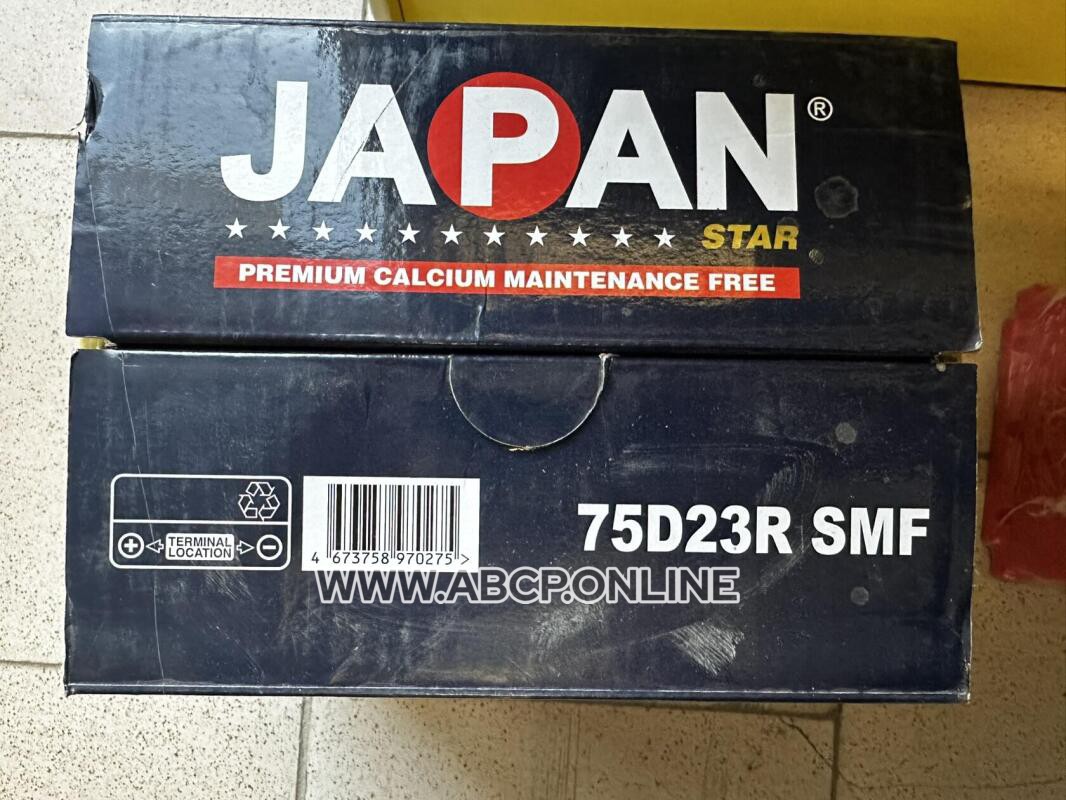 JAPAN®
STAR
PREMIUM CALCIUM MAINTENANCE FREE
+ TERMINAL LOCATION -
4 673758 970275 >
75D23R SMF
WWW.ABCP.ONLINE